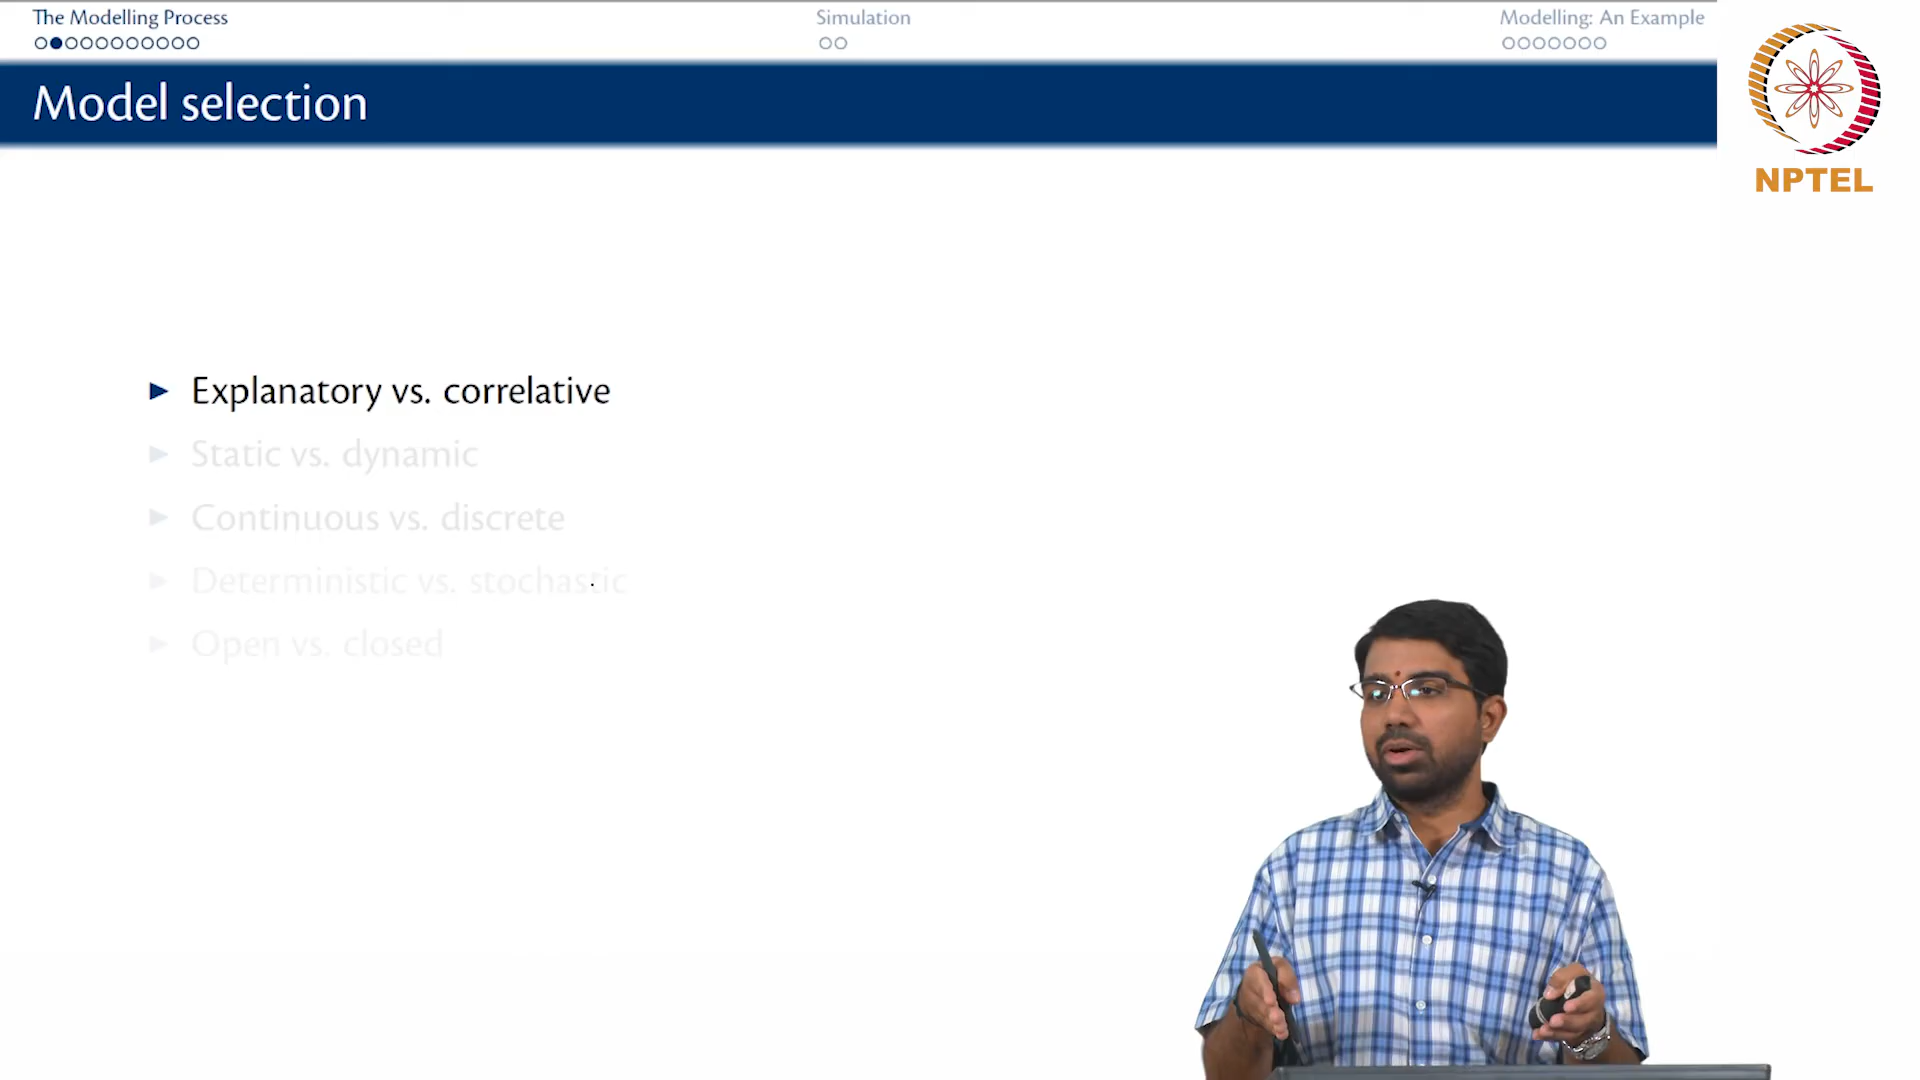 The Modelling Process
Simulation
Modelling: An Example
Model selection
NPTEL
► Explanatory vs. correlative
► Static vs. dynamic
► Continuous vs. discrete
► Deterministic vs. stochastic
► Open vs. closed